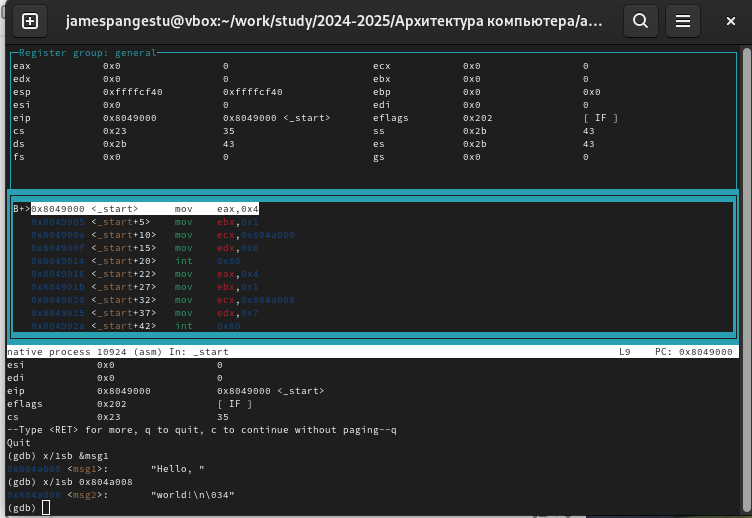 jamespangestu@vbox:~/work/study/2024-2025/Архитектура компьютера/a…
Register group: general
eax 0x0 0 ecx 0x0 0
edx 0x0 0 ebx 0x0 0
esp 0xffffcf40 0xffffcf40 ebp 0x0 0x0
esi 0x0 0 edi 0x0 0
eip 0x8049000 0x8049000 <_start> eflags 0x202 [ IF ]
cs 0x23 35 ss 0x2b 43
ds 0x2b 43 es 0x2b 43
fs 0x0 0 gs 0x0 0
B+>0x8049000 <_start> mov eax,0x4
0x8049005 <_start+5> mov ebx,0x1
0x804900a <_start+10> mov ecx,0x804a000
0x804900f <_start+15> mov edx,0x8
0x8049014 <_start+20> int 0x80
0x8049016 <_start+22> mov eax,0x4
0x804901b <_start+27> mov ebx,0x1
0x8049020 <_start+32> mov ecx,0x804a008
0x8049025 <_start+37> mov edx,0x7
0x804902a <_start+42> int 0x80
native process 10924 (asm) In: _start L9 PC: 0x8049000
esi 0x0 0
edi 0x0 0
eip 0x8049000 0x8049000 <_start>
eflags 0x202 [ IF ]
cs 0x23 35
--Type <RET> for more, q to quit, c to continue without paging--q
Quit
(gdb) x/1sb &msg1
0x804a000 <msg1>: "Hello, "
(gdb) x/1sb 0x804a008
0x804a008 <msg2>: "world!\n\034"
(gdb)